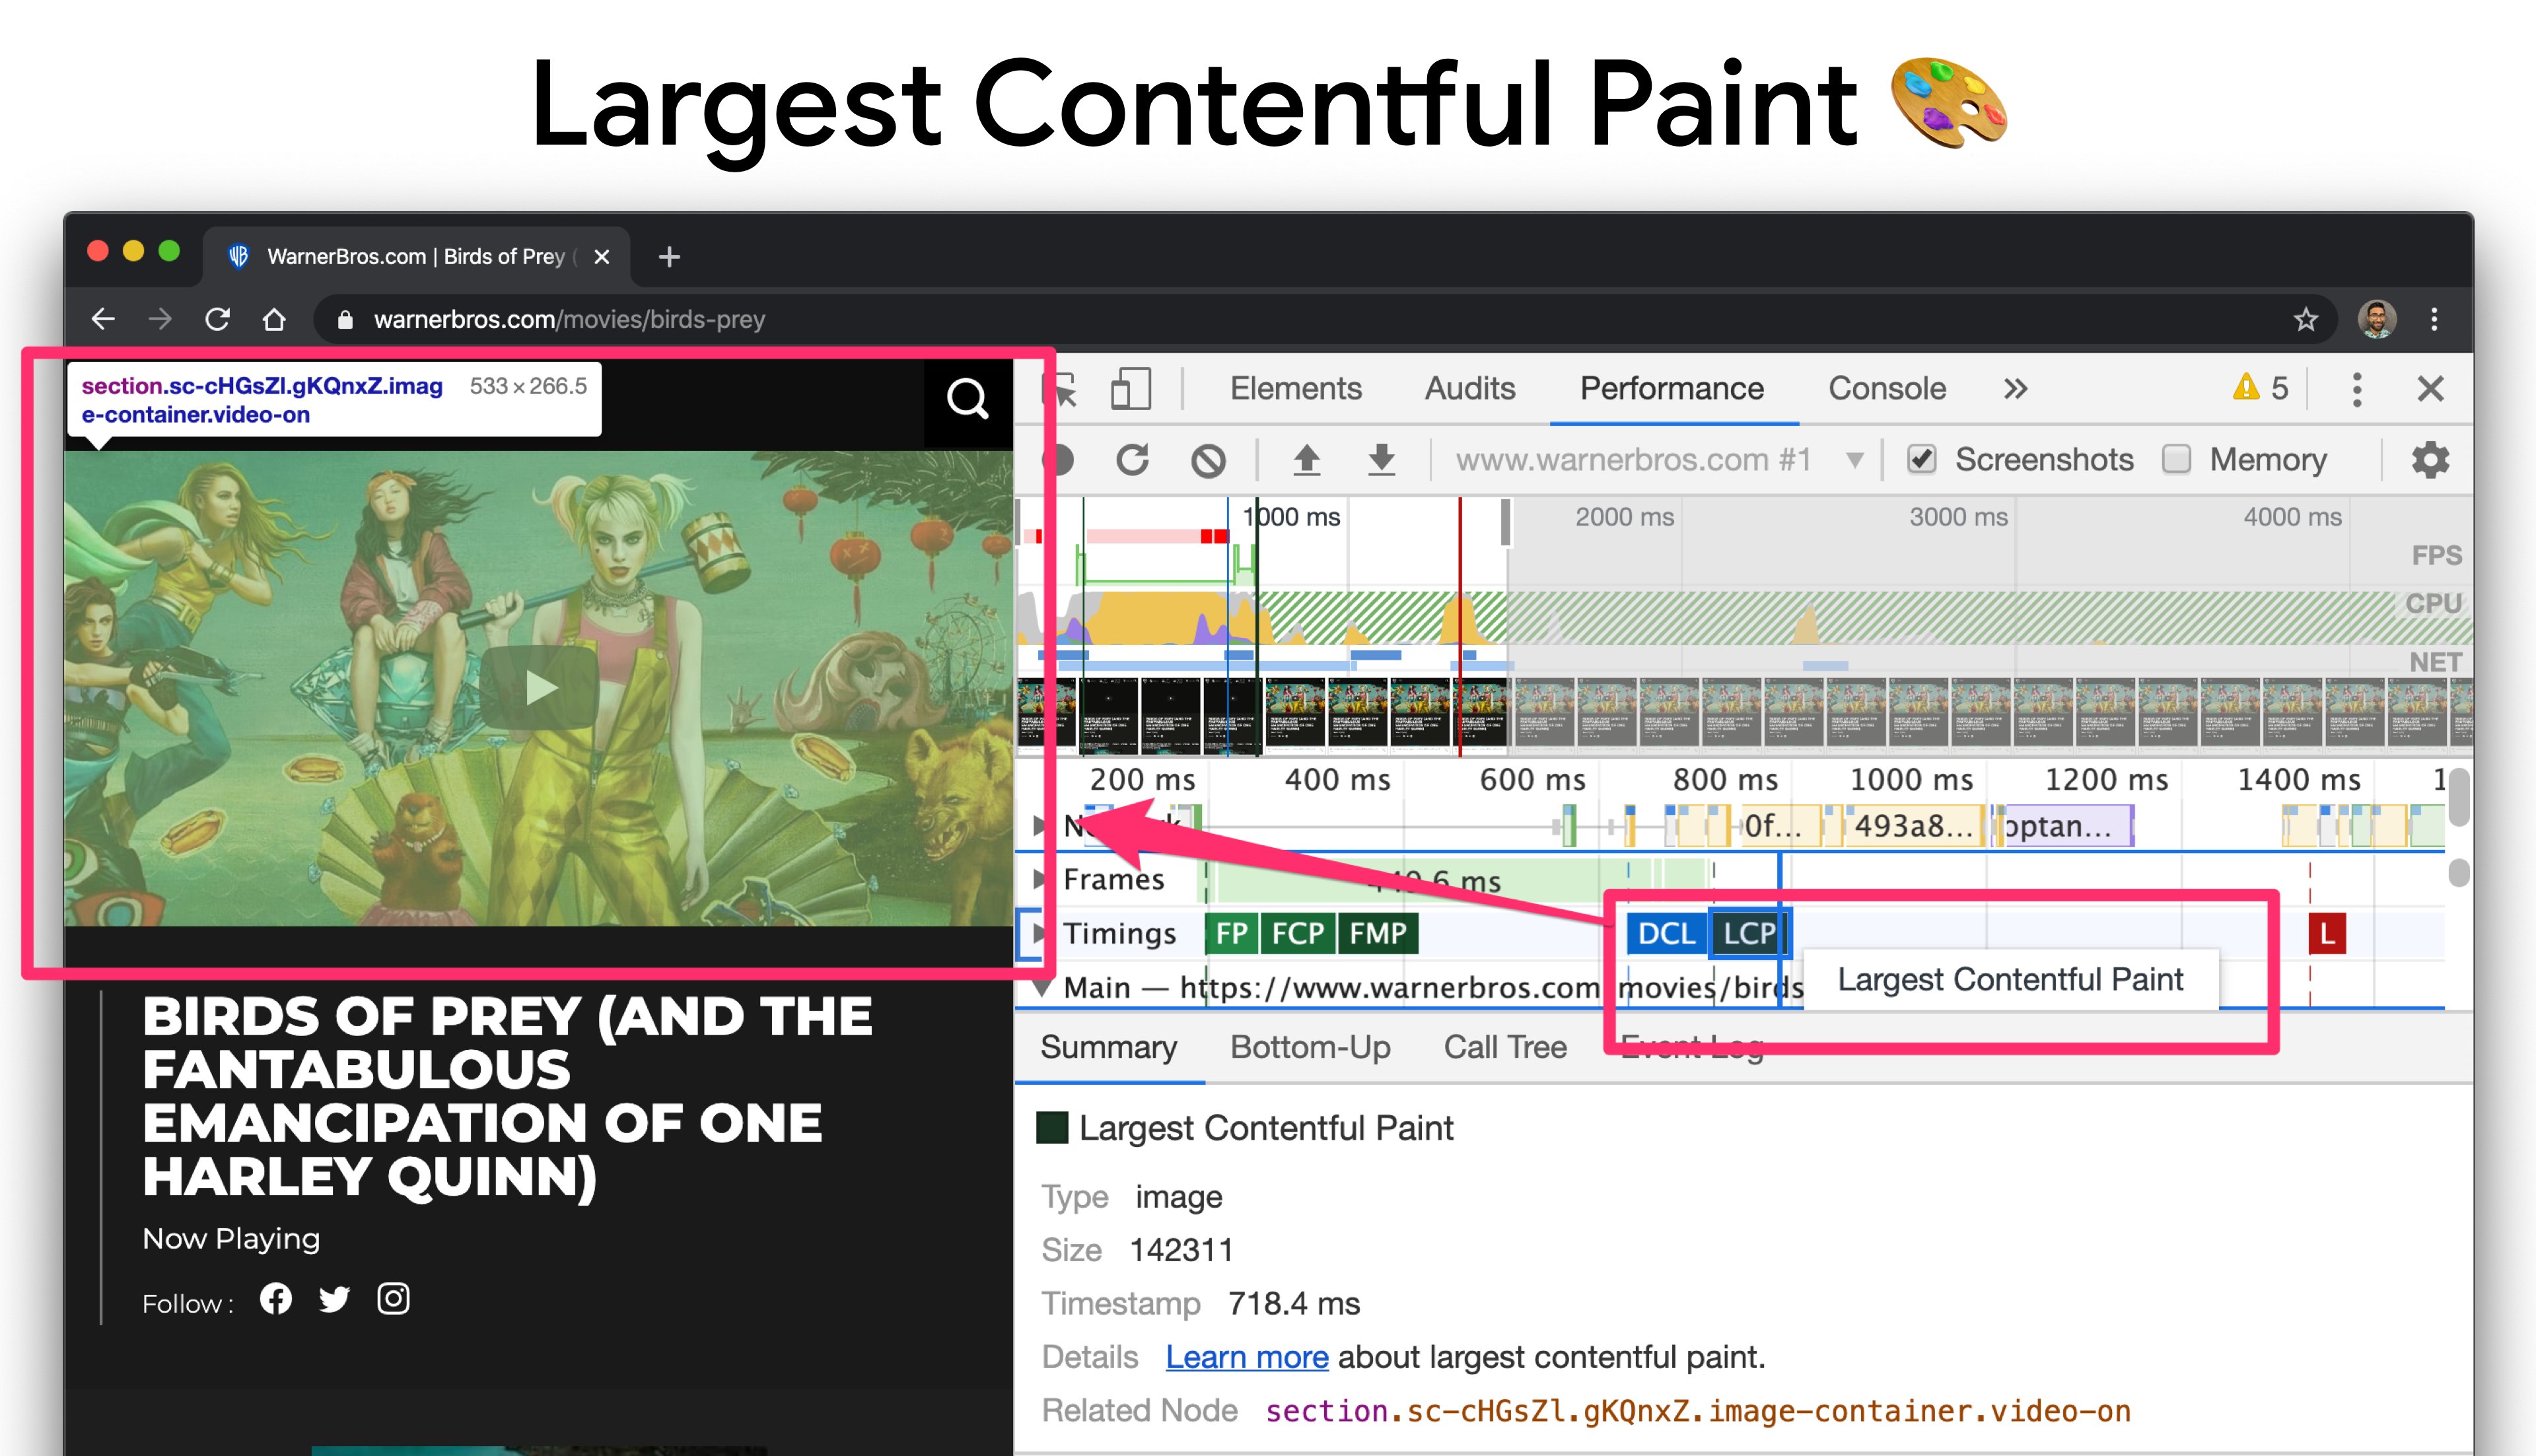 Largest Contentful Paint
WarnerBros.com | Birds of Prey (
warnerbros.com/movies/birds-prey
section.sc-cHGsZl.gKQnxZ.imag 533 × 266.5
e-container.video-on
Elements Audits Performance Console » 5
www.warnerbros.com #1 Screenshots Memory
1000 ms 2000 ms 3000 ms 4000 ms
FPS
CPU
NET
200 ms 400 ms 600 ms 800 ms 1000 ms 1200 ms 1400 ms 1
0f... 493a8... optan...
Frames
Timings FP FCP FMP DCL LCP L
Main — https://www.warnerbros.com/movies/birds
Largest Contentful Paint
Summary Bottom-Up Call Tree Event Log
Largest Contentful Paint
Type image
Size 142311
Timestamp 718.4 ms
Details Learn more about largest contentful paint.
Related Node section.sc-cHGsZl.gKQnxZ.image-container.video-on
BIRDS OF PREY (AND THE
FANTABULOUS
EMANCIPATION OF ONE
HARLEY QUINN)
Now Playing
Follow :